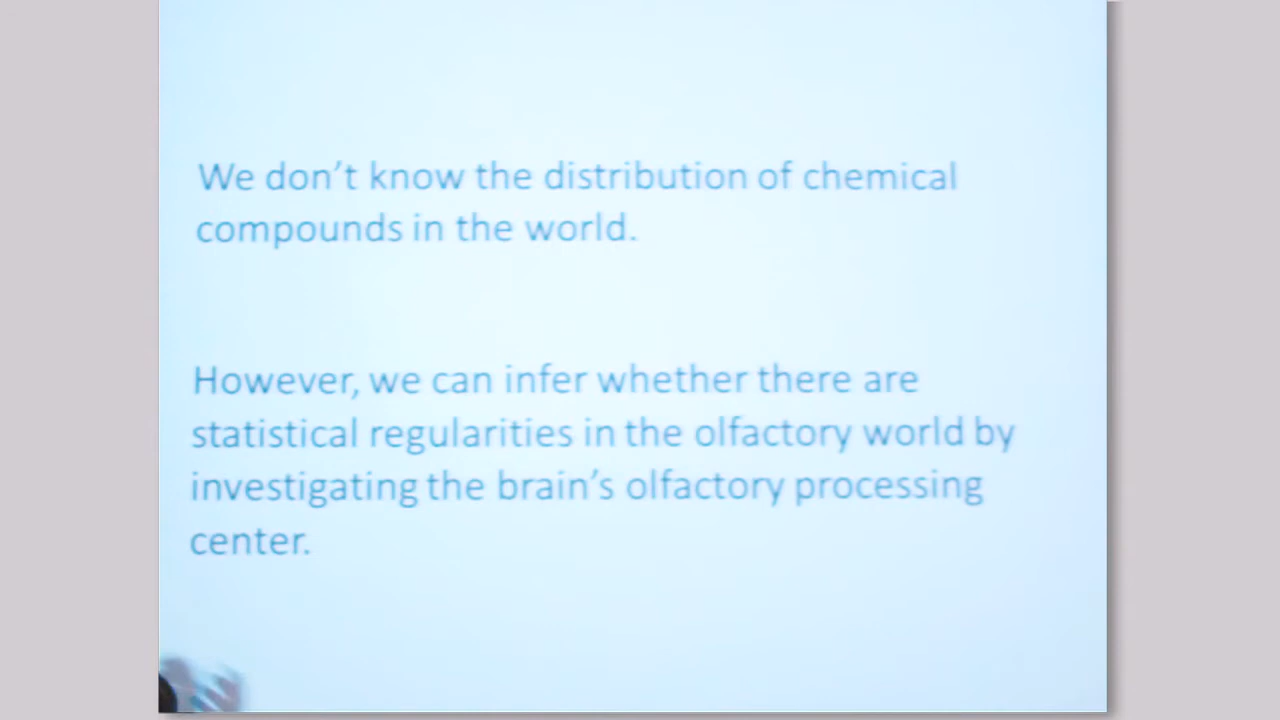 We don’t know the distribution of chemical
compounds in the world.
However, we can infer whether there are
statistical regularities in the olfactory world by
investigating the brain’s olfactory processing
center.